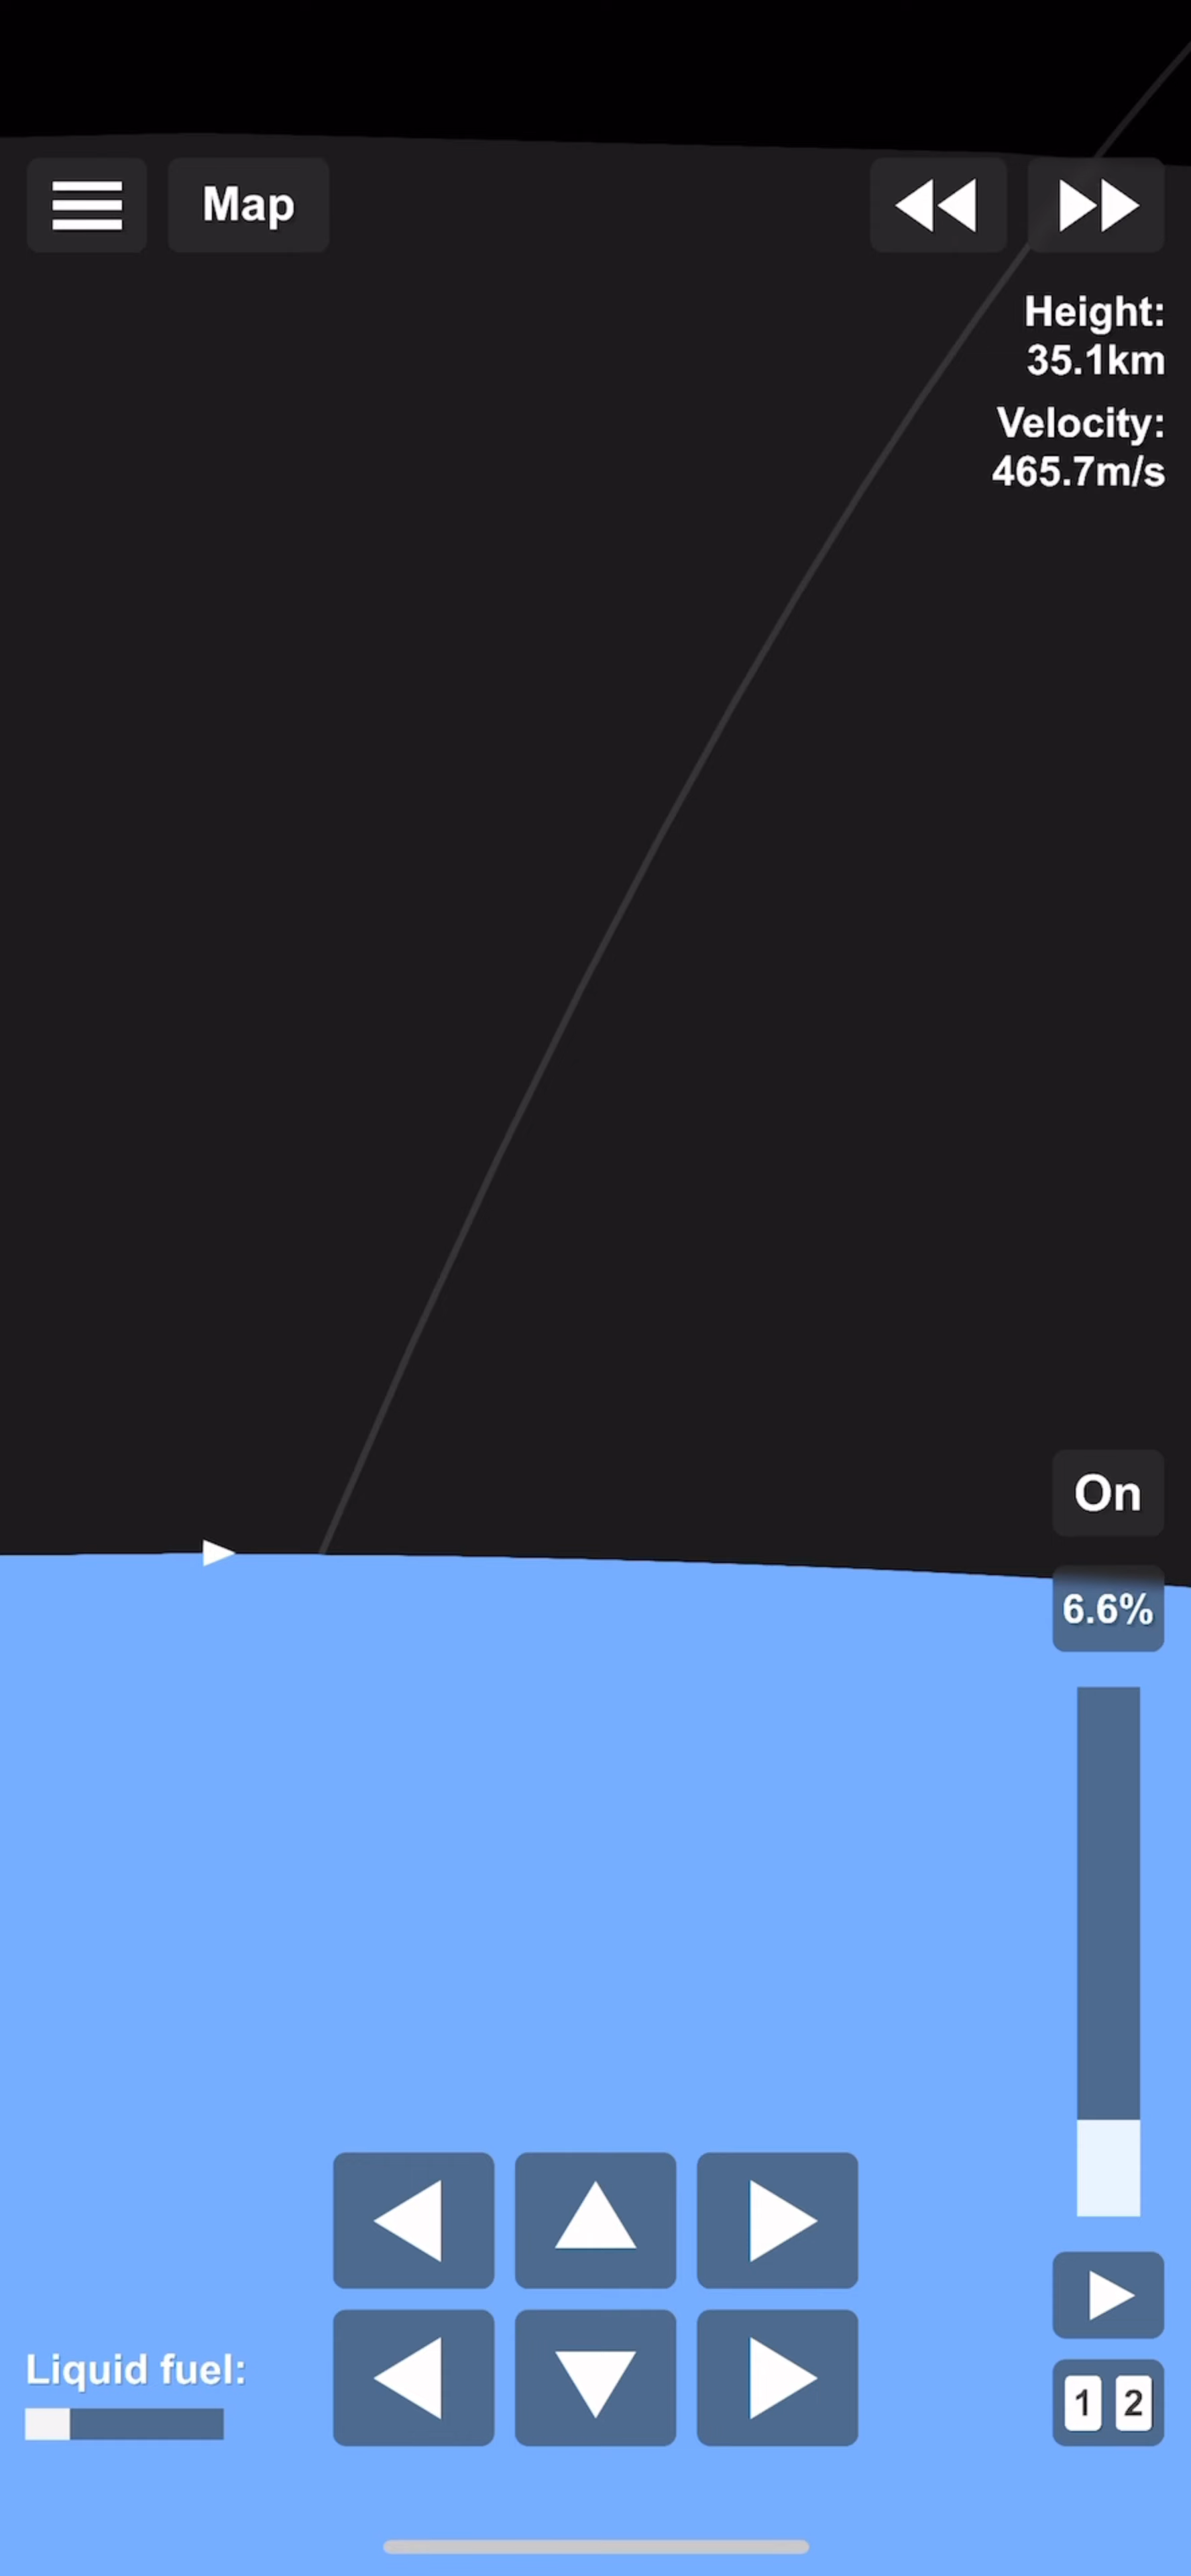 Map
Height:
35.1km
Velocity:
465.7m/s
On
6.6%
Liquid fuel:
1 2